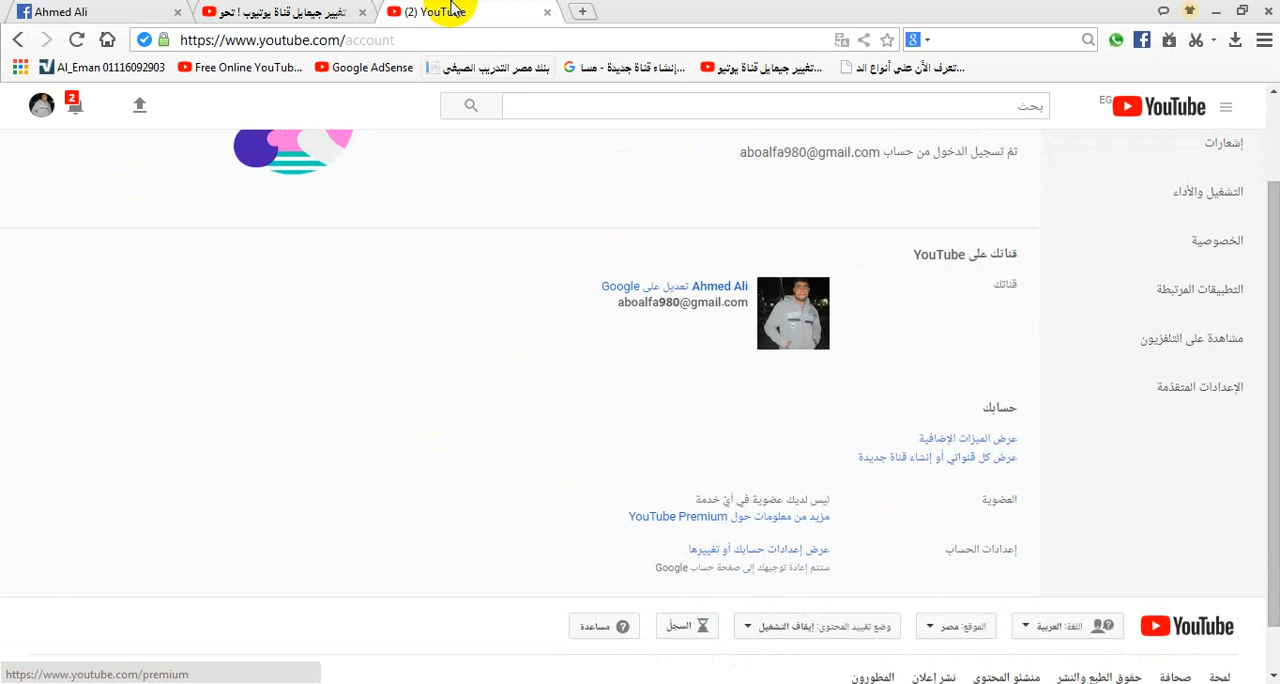 Ahmed Ali
تغيير جيمايل قناة يوتيوب ! تحو
(2) YouTube
https://www.youtube.com/account
Al_Eman 01116092903
Free Online YouTub...
Google AdSense
بنك مصر التدريب الصيفى
إنشاء قناة جديدة - مسا...
تغيير جيمايل قناة يوتيو...
تعرف الأن علي أنواع الد...
2
بحث
EG
YouTube
إشعارات
تمّ تسجيل الدخول من حساب aboalfa980@gmail.com
التشغيل والأداء
الخصوصية
قناتك على YouTube
قناتك
Ahmed Ali تعديل على Google
aboalfa980@gmail.com
التطبيقات المرتبطة
مشاهدة على التلفزيون
الإعدادات المتقدّمة
حسابك
عرض الميزات الإضافية
عرض كل قنواتي أو إنشاء قناة جديدة
العضوية
ليس لديك عضوية في أيّ خدمة
مزيد من معلومات حول YouTube Premium
إعدادات الحساب
عرض إعدادات حسابك أو تغييرها
ستتم إعادة توجيهك إلى صفحة حساب Google
YouTube
اللغة: العربية
الموقع: مصر
وضع تقييد المحتوى: إيقاف التشغيل
السجلّ
مساعدة
https://www.youtube.com/premium
لمحة
صحافة
حقوق الطبع والنشر
منشئو المحتوى
نشر إعلان
المطورون